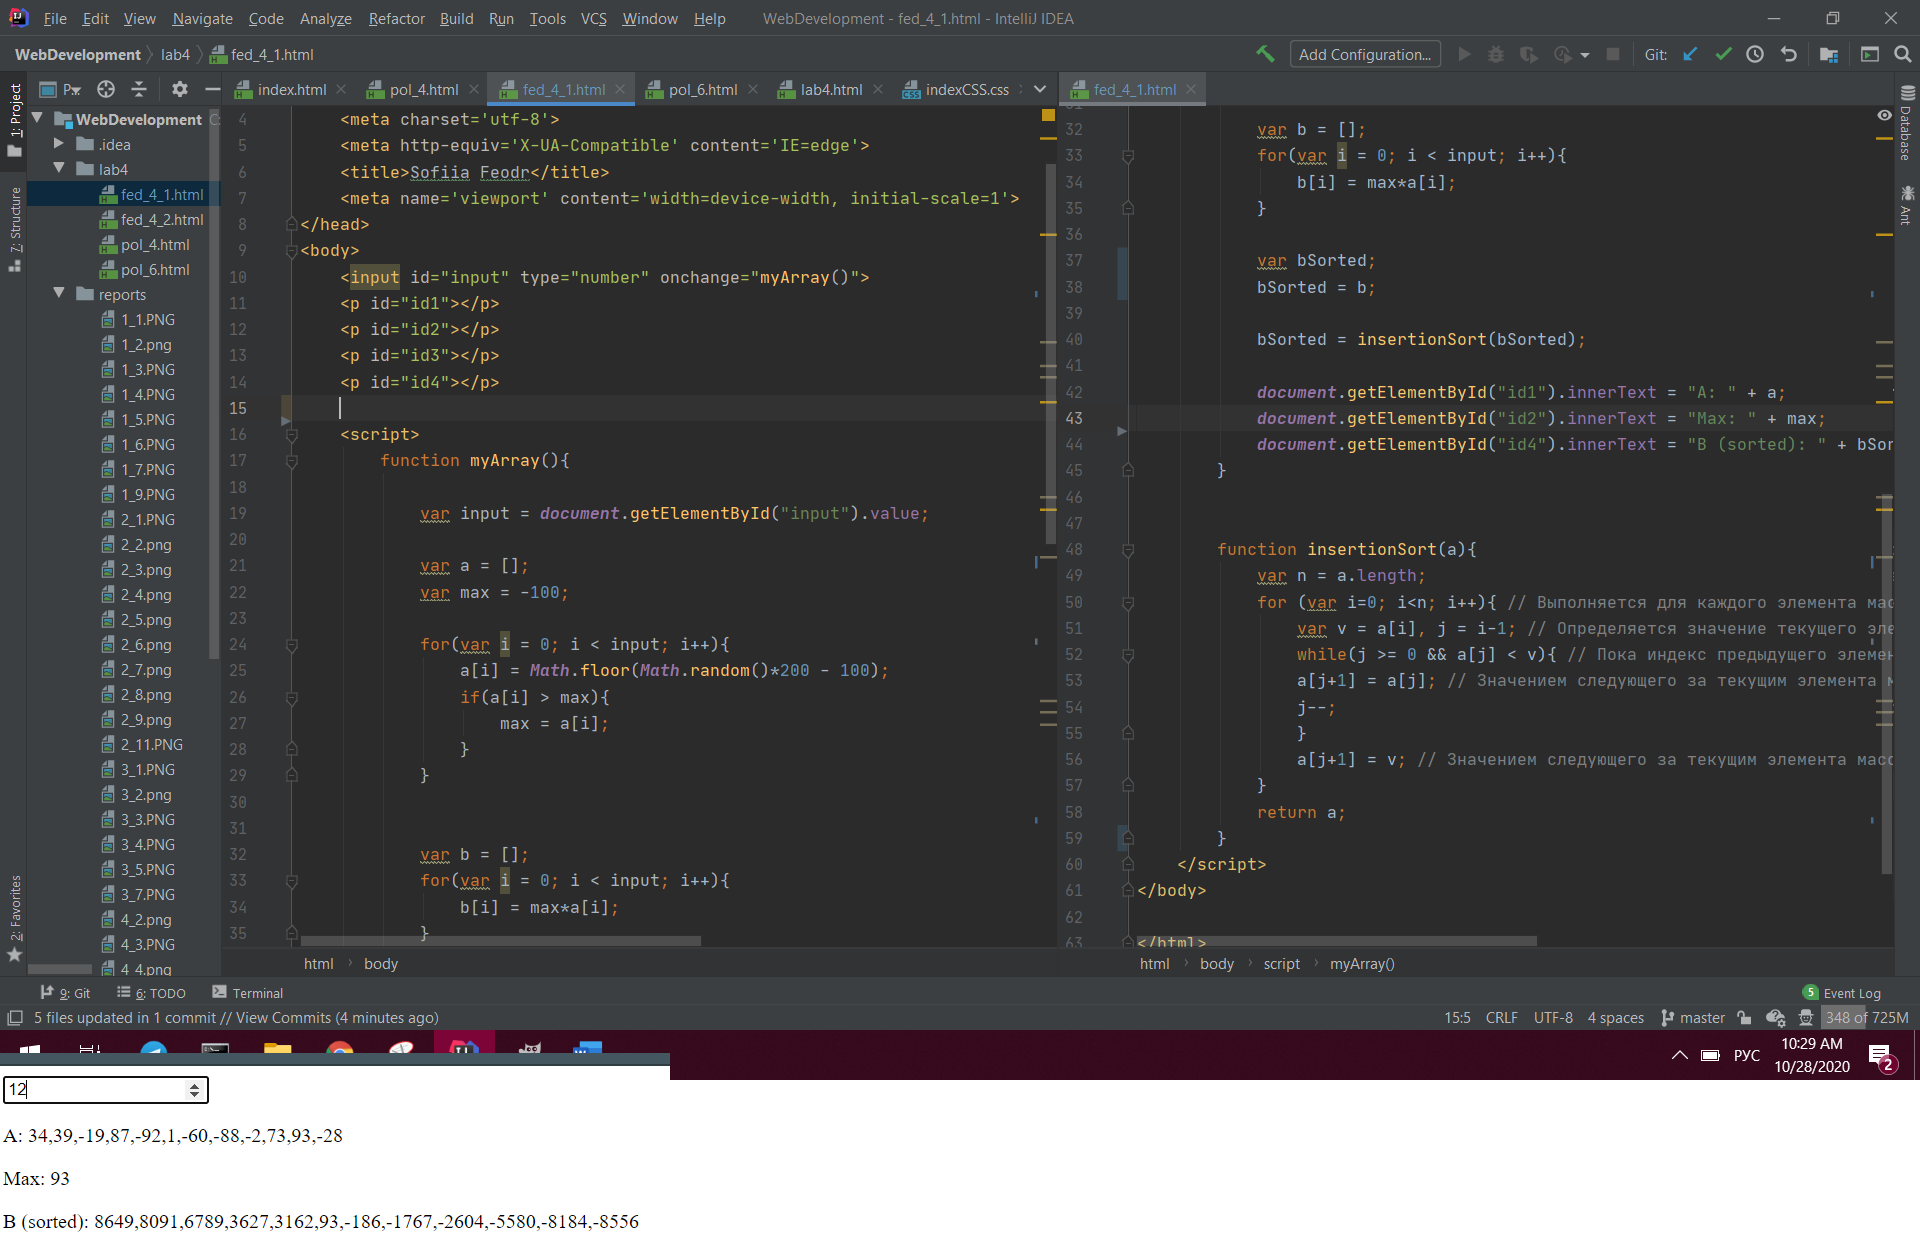 File Edit View Navigate Code Analyze Refactor Build Run Tools VCS Window Help WebDevelopment - fed_4_1.html - IntelliJ IDEA
WebDevelopment lab4 fed_4_1.html Add Configuration... Git:
1: Project
7: Structure
2: Favorites
P..
WebDevelopment
.idea
lab4
fed_4_1.html
fed_4_2.html
pol_4.html
pol_6.html
reports
1_1.PNG
1_2.png
1_3.PNG
1_4.PNG
1_5.PNG
1_6.PNG
1_7.PNG
1_9.PNG
2_1.PNG
2_2.png
2_3.png
2_4.png
2_5.png
2_6.png
2_7.png
2_8.png
2_9.png
2_11.PNG
3_1.PNG
3_2.png
3_3.PNG
3_4.PNG
3_5.PNG
3_7.PNG
4_2.png
4_3.PNG
4_4.png
index.html pol_4.html fed_4_1.html pol_6.html lab4.html indexCSS.css
4 <meta charset='utf-8'>
5 <meta http-equiv='X-UA-Compatible' content='IE=edge'>
6 <title>Sofiia Feodr</title>
7 <meta name='viewport' content='width=device-width, initial-scale=1'>
8 </head>
9 <body>
10 <input id="input" type="number" onchange="myArray()">
11 <p id="id1"></p>
12 <p id="id2"></p>
13 <p id="id3"></p>
14 <p id="id4"></p>
15
16 <script>
17 function myArray(){
18
19 var input = document.getElementById("input").value;
20
21 var a = [];
22 var max = -100;
23
24 for(var i = 0; i < input; i++){
25 a[i] = Math.floor(Math.random()*200 - 100);
26 if(a[i] > max){
27 max = a[i];
28 }
29 }
30
31
32 var b = [];
33 for(var i = 0; i < input; i++){
34 b[i] = max*a[i];
35 }
html body
fed_4_1.html
31
32 var b = [];
33 for(var i = 0; i < input; i++){
34 b[i] = max*a[i];
35 }
36
37 var bSorted;
38 bSorted = b;
39
40 bSorted = insertionSort(bSorted);
41
42 document.getElementById("id1").innerText = "A: " + a;
43 document.getElementById("id2").innerText = "Max: " + max;
44 document.getElementById("id4").innerText = "B (sorted): " + bSor
45 }
46
47
48 function insertionSort(a){
49 var n = a.length;
50 for (var i=0; i<n; i++){ // Выполняется для каждого элемента мас
51 var v = a[i], j = i-1; // Определяется значение текущего эле
52 while(j >= 0 && a[j] < v){ // Пока индекс предыдущего элемен
53 a[j+1] = a[j]; // Значением следующего за текущим элемента м
54 j--;
55 }
56 a[j+1] = v; // Значением следующего за текущим элемента масс
57 }
58 return a;
59 }
60 </script>
61 </body>
62
63 </html>
html body script myArray()
Database
Ant
9: Git 6: TODO Terminal 5 Event Log
5 files updated in 1 commit // View Commits (4 minutes ago) 15:5 CRLF UTF-8 4 spaces master 348 of 725M
РУС 10:29 AM
10/28/2020 2
12
A: 34,39,-19,87,-92,1,-60,-88,-2,73,93,-28
Max: 93
B (sorted): 8649,8091,6789,3627,3162,93,-186,-1767,-2604,-5580,-8184,-8556